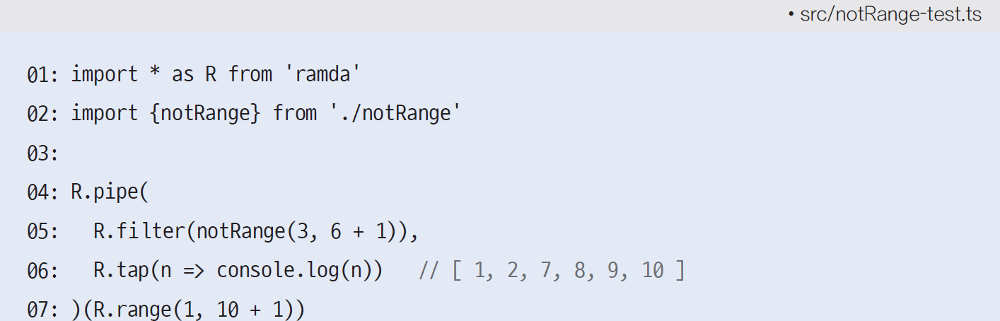 • src/notRange-test.ts
01: import * as R from 'ramda'
02: import {notRange} from './notRange'
03:
04: R.pipe(
05:   R.filter(notRange(3, 6 + 1)),
06:   R.tap(n => console.log(n))   // [ 1, 2, 7, 8, 9, 10 ]
07: )(R.range(1, 10 + 1))